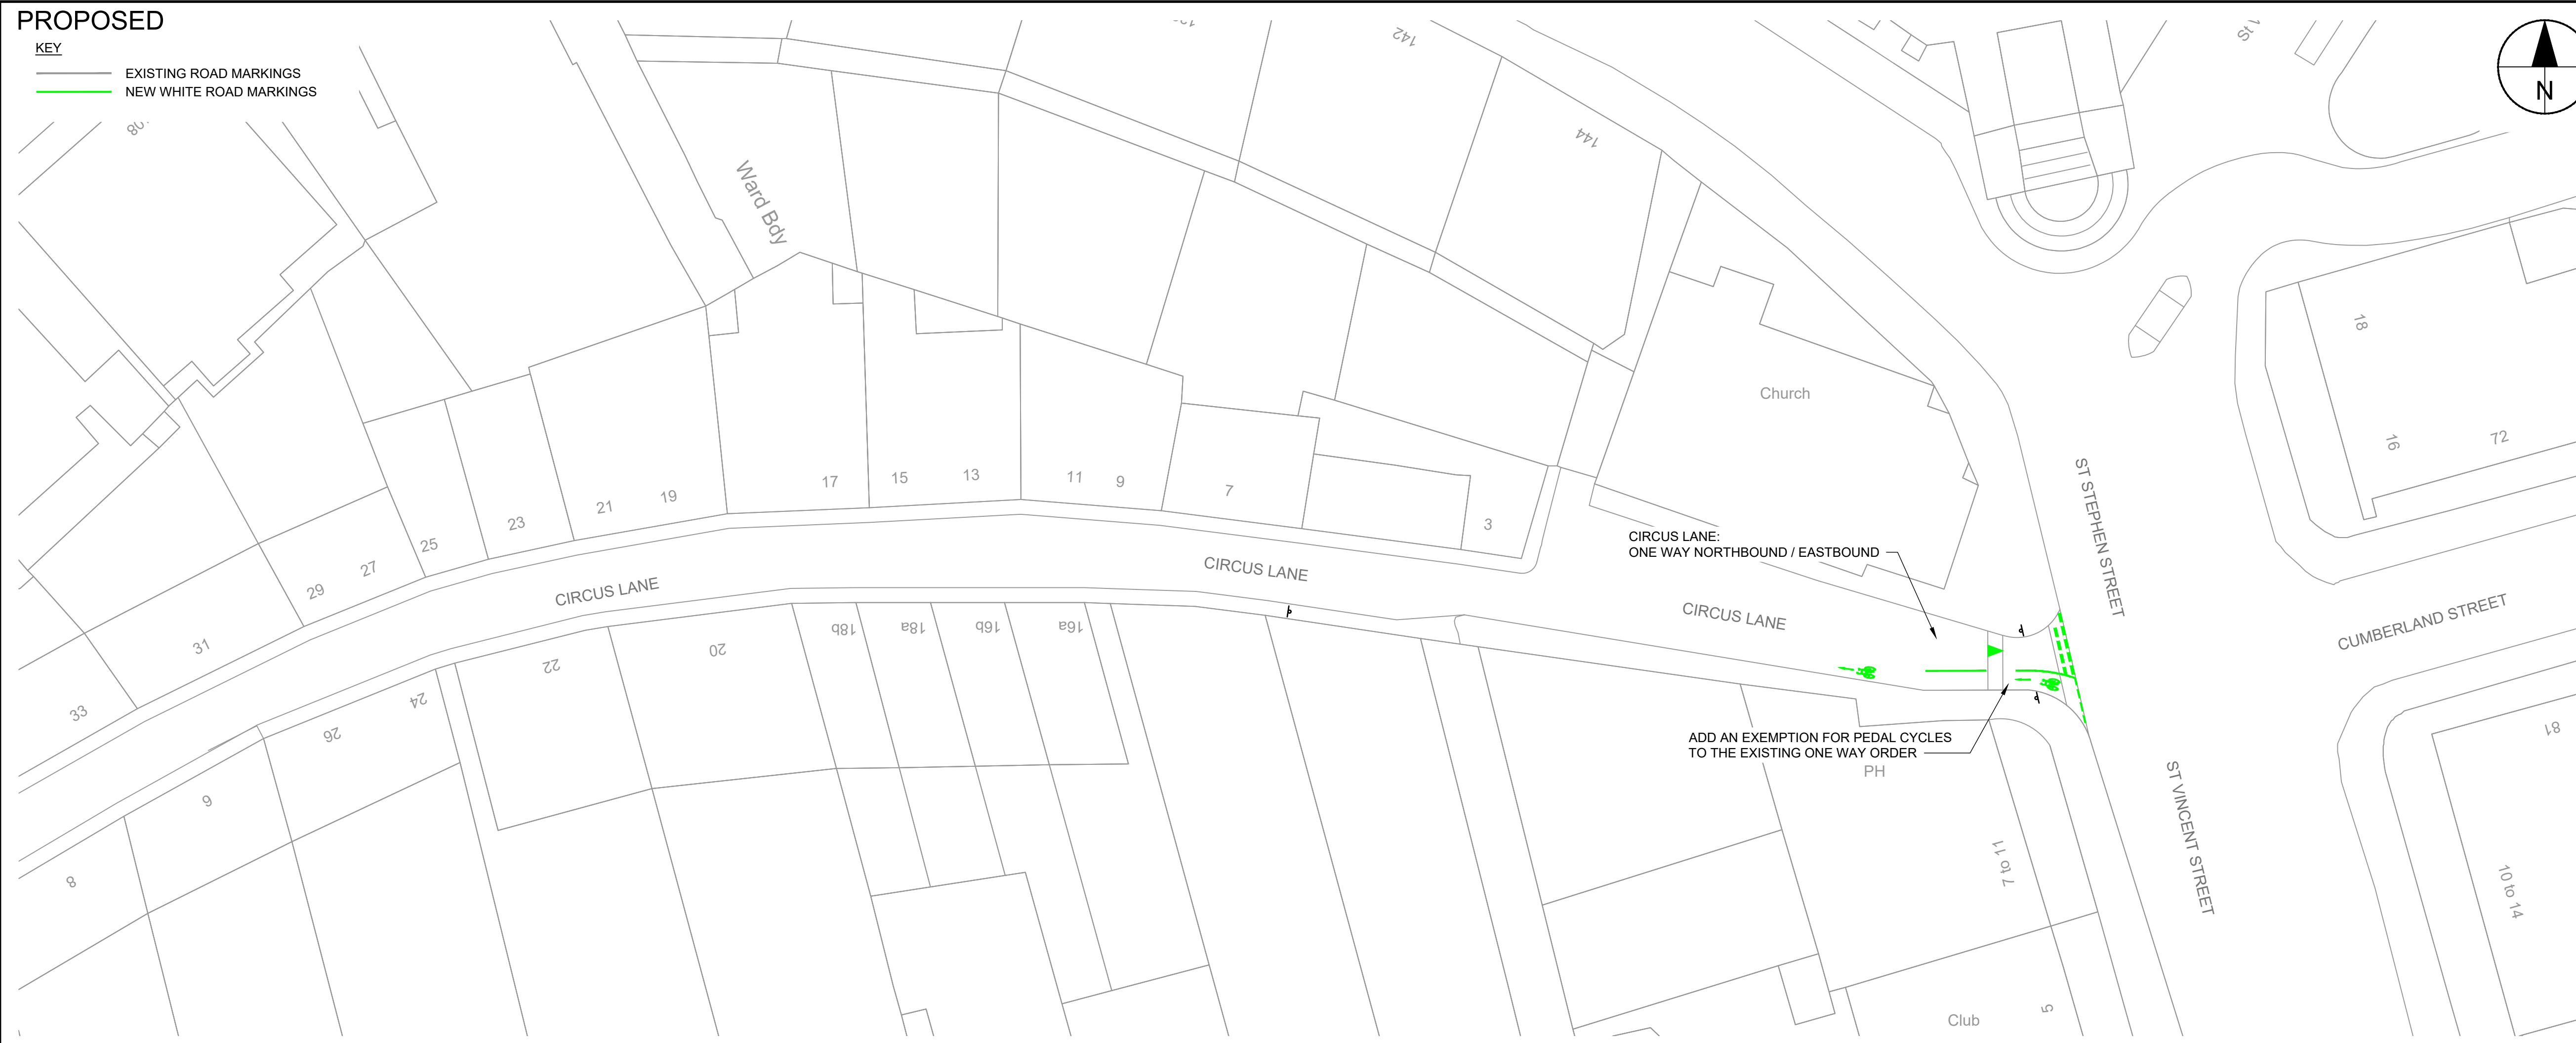 PROPOSED
KEY
EXISTING ROAD MARKINGS
NEW WHITE ROAD MARKINGS
N
142
144
Ward Bdy
Church
18
16
72
17
15
13
11
9
7
3
21
19
23
25
27
29
31
33
CIRCUS LANE
CIRCUS LANE
CIRCUS LANE
CIRCUS LANE:
ONE WAY NORTHBOUND / EASTBOUND
ST STEPHEN STREET
CUMBERLAND STREET
ST VINCENT STREET
18b
18a
16b
16a
20
22
24
26
6
8
ADD AN EXEMPTION FOR PEDAL CYCLES
TO THE EXISTING ONE WAY ORDER
PH
7 to 11
81
10 to 14
Club
5